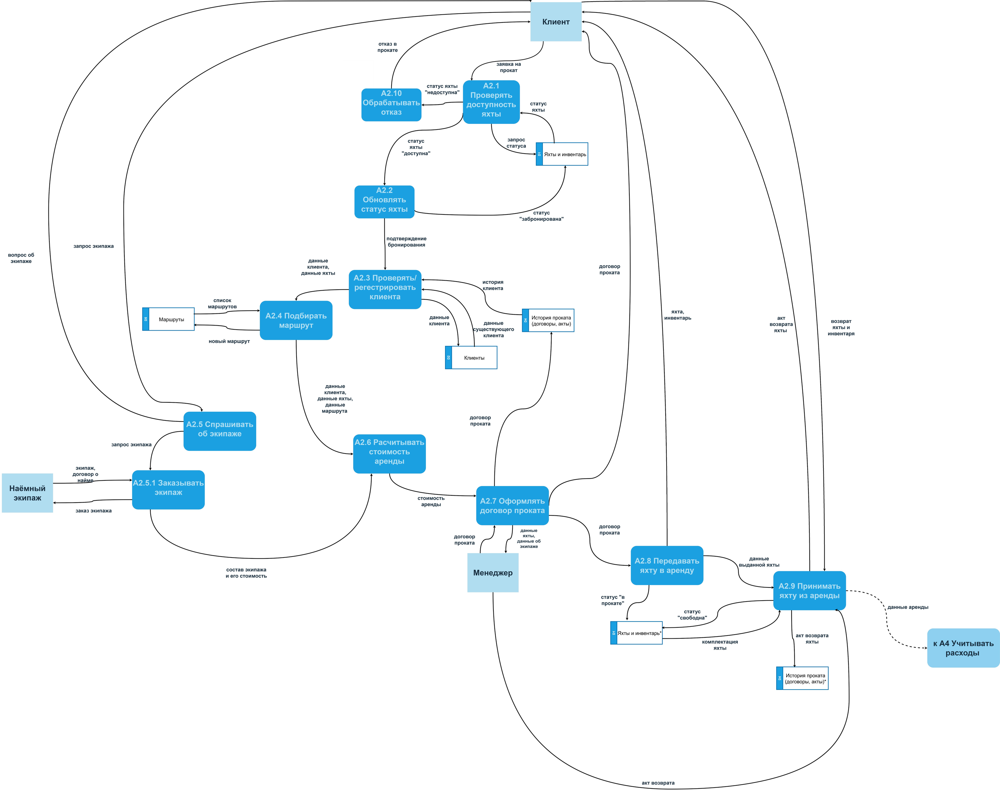 Клиент
отказ в
прокате
заявка на
прокат
A2.10
Обрабатывать
отказ
статус яхты
"недоступна"
A2.1
Проверять
доступность
яхты
статус
яхты
запрос
статуса
D1
Яхты и инвентарь
статус
яхты
"доступна"
A2.2
Обновлять
статус яхты
статус
"забронирована"
подтверждение
бронирования
запрос экипажа
вопрос об
экипаже
данные
клиента,
данные яхты
A2.3 Проверять/
регестрировать
клиента
история
клиента
договор
проката
список
маршрутов
D5
Маршруты
A2.4 Подбирать
маршрут
новый маршрут
данные
клиента
данные
существующего
клиента
D4
История проката
(договоры, акты)
D2
Клиенты
яхта,
инвентарь
акт
возврата
яхты
возврат
яхты и
инвентаря
данные
клиента,
данные яхты,
данные
маршрута
A2.5 Спрашивать
об экипаже
договор
проката
запрос экипажа
A2.6 Расчитывать
стоимость
аренды
экипаж,
договор о
найме
Наёмный
экипаж
A2.5.1 Заказывать
экипаж
заказ экипажа
стоимость
аренды
A2.7 Оформлять
договор проката
договор
проката
данные
яхты,
данные об
экипаже
договор
проката
состав экипажа
и его стоимость
Менеджер
A2.8 Передавать
яхту в аренду
данные
выданной яхты
A2.9 Принимать
яхту из аренды
статус "в
прокате"
статус
"свободна"
данные аренды
D1
Яхты и инвентарь*
комплектация
яхты
акт возврата
яхты
к A4 Учитывать
расходы
D4
История проката
(договоры, акты)*
акт возврата